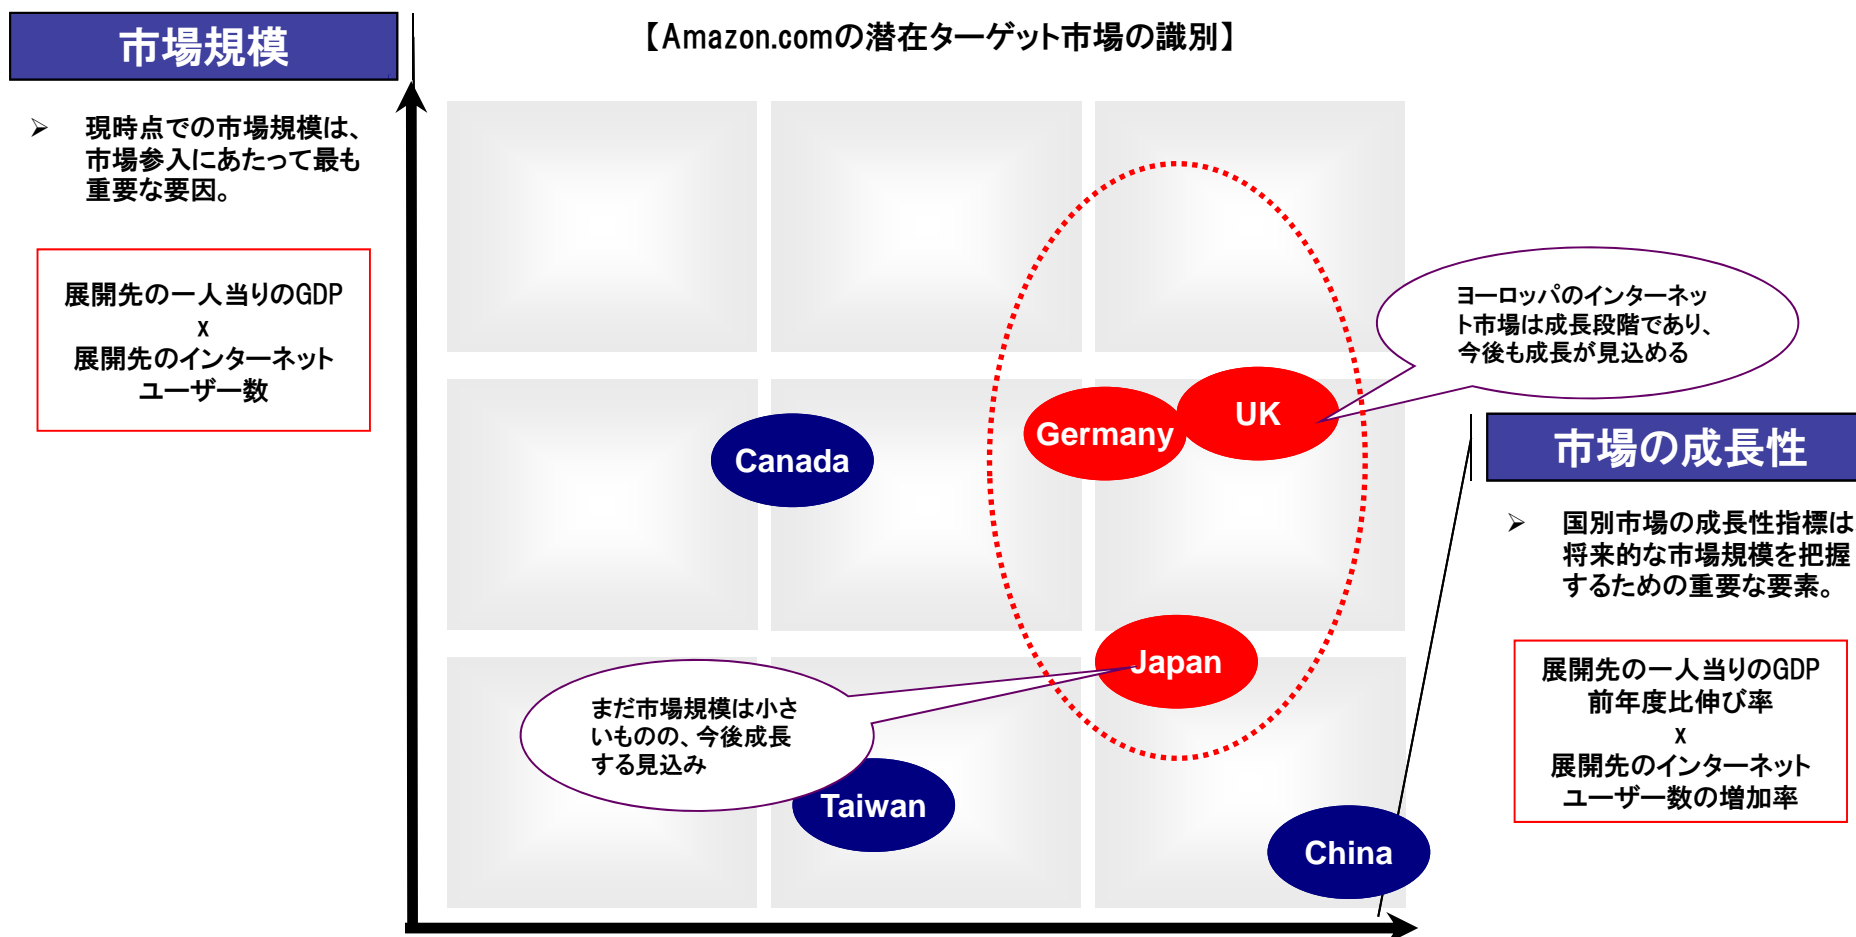 市場規模
【Amazon.comの潜在ターゲット市場の識別】
➢ 現時点での市場規模は、
市場参入にあたって最も
重要な要因。
展開先の一人当りのGDP
x
展開先のインターネット
ユーザー数
ヨーロッパのインターネッ
ト市場は成長段階であり、
今後も成長が見込める
UK
Germany
Canada
市場の成長性
➢ 国別市場の成長性指標は
将来的な市場規模を把握
するための重要な要素。
Japan
まだ市場規模は小さ
いものの、今後成長
する見込み
Taiwan
China
展開先の一人当りのGDP
前年度比伸び率
x
展開先のインターネット
ユーザー数の増加率